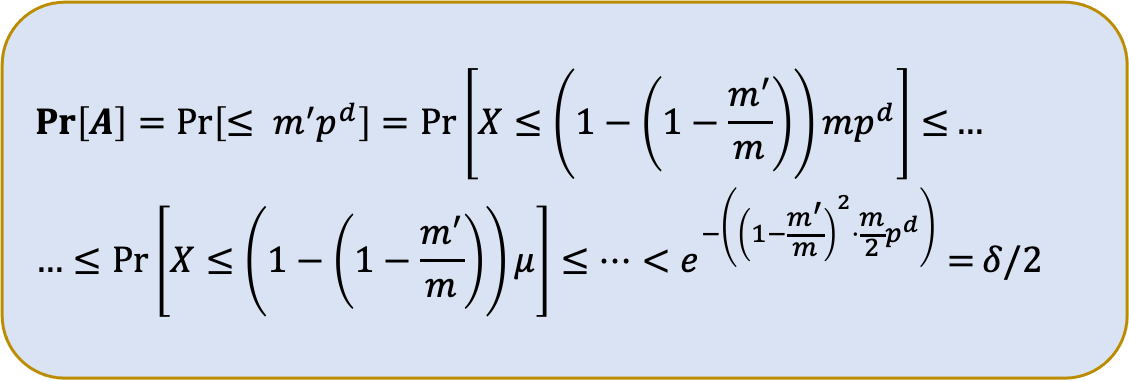 Pr[A] = Pr[≤ m′p^d] = Pr[X ≤ (1 − (1 − m′/m)) mp^d] ≤ …
… ≤ Pr[X ≤ (1 − (1 − m′/m)) μ] ≤ ⋯ < e^−((1−m′/m)^2 · m/2 p^d) = δ/2